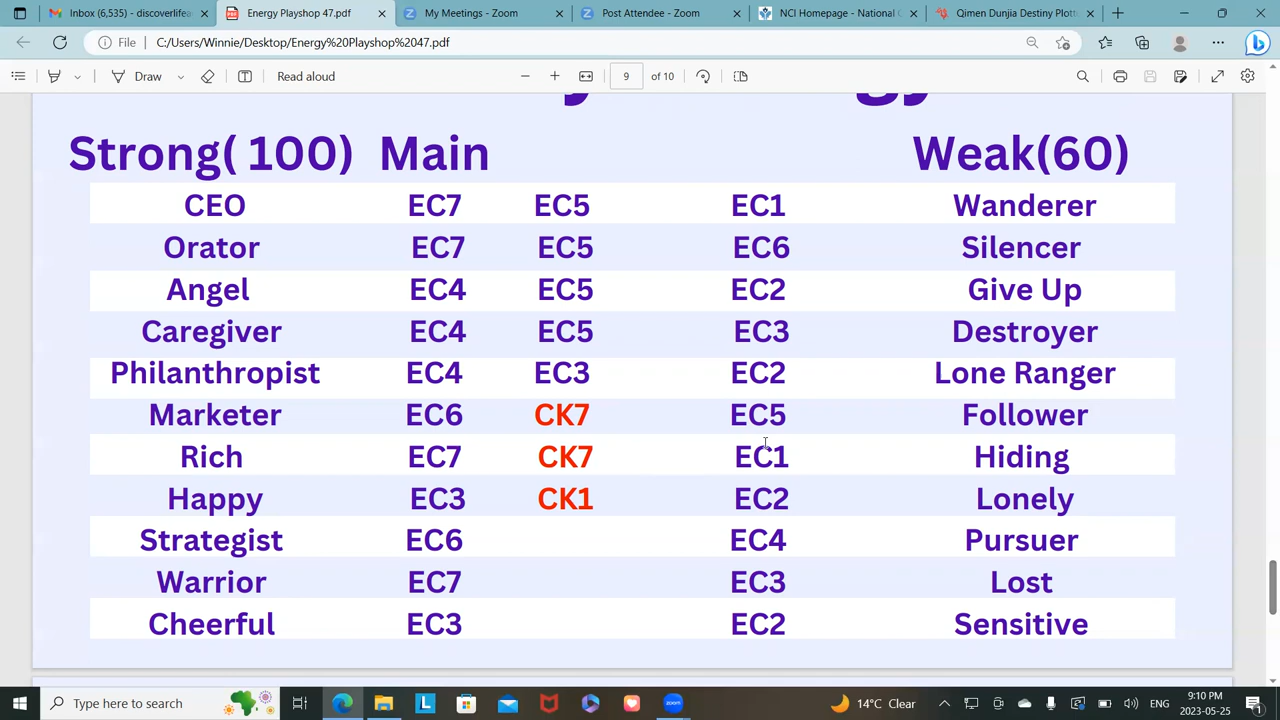 Inbox (6,535) - discoverlifea
Energy Playshop 47.pdf
My Meetings - Zoom
Post Attendee - Zoom
NCI Homepage - National C
Qimen Dunjia Destiny Plotti
File C:/Users/Winnie/Desktop/Energy%20Playshop%2047.pdf
Draw Read aloud 9 of 10
Strong( 100) Main Weak(60)
CEO EC7 EC5 EC1 Wanderer
Orator EC7 EC5 EC6 Silencer
Angel EC4 EC5 EC2 Give Up
Caregiver EC4 EC5 EC3 Destroyer
Philanthropist EC4 EC3 EC2 Lone Ranger
Marketer EC6 CK7 EC5 Follower
Rich EC7 CK7 EC1 Hiding
Happy EC3 CK1 EC2 Lonely
Strategist EC6 EC4 Pursuer
Warrior EC7 EC3 Lost
Cheerful EC3 EC2 Sensitive
Type here to search 14°C Clear ENG 9:10 PM
2023-05-25